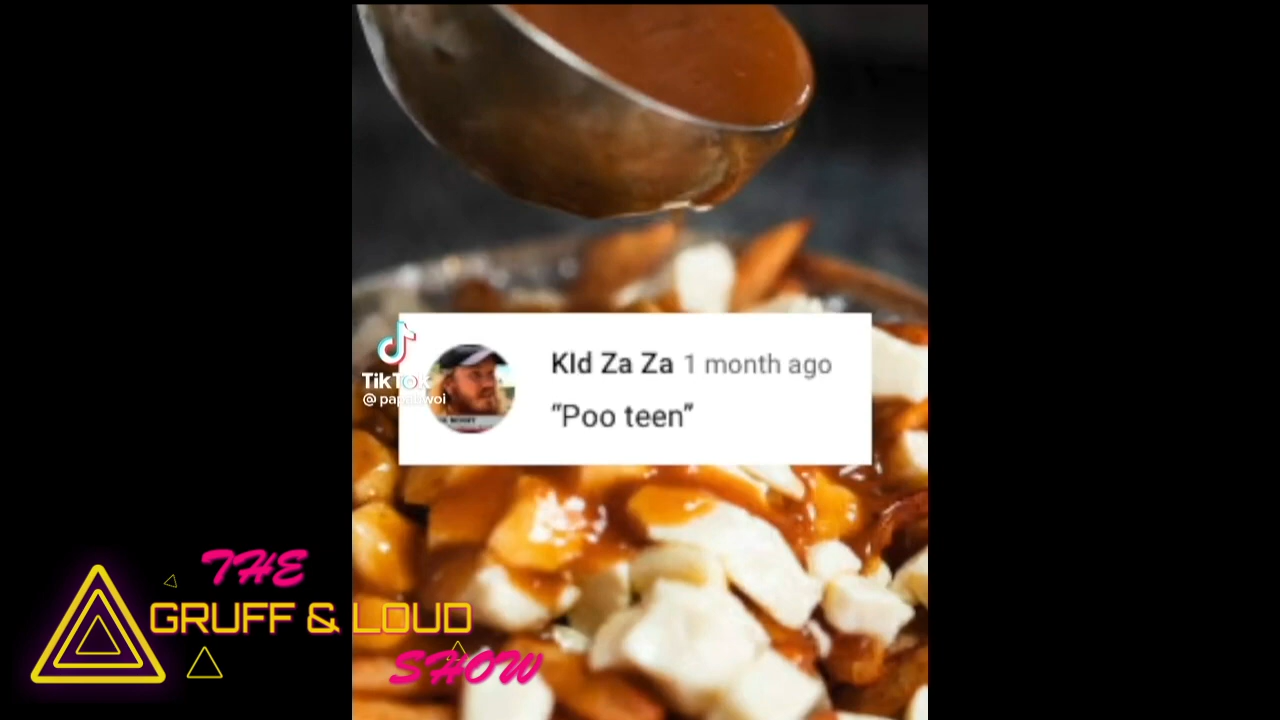 KId Za Za 1 month ago
“Poo teen”
TikTok
THE
GRUFF & LOUD
SHOW